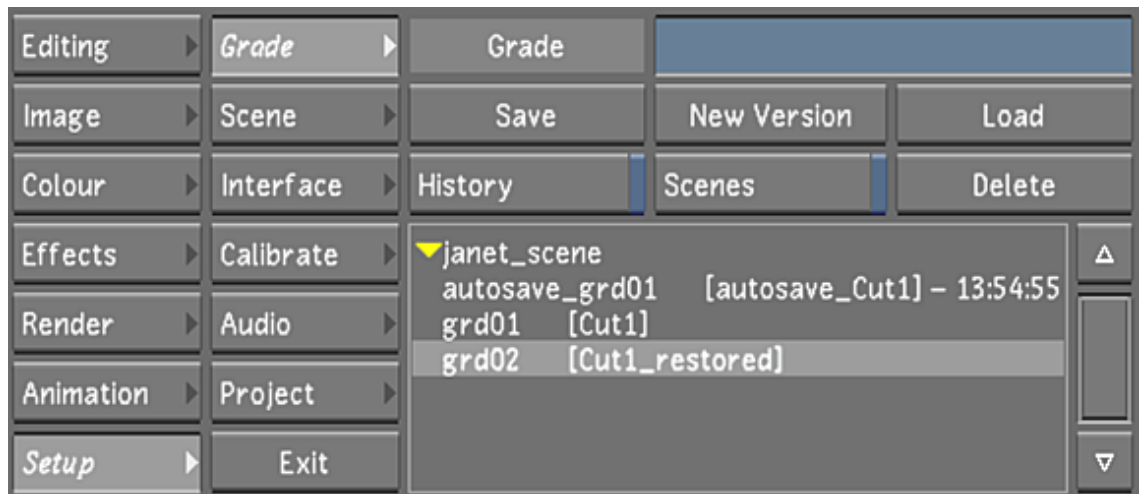 Editing Grade Grade
Image Scene Save New Version Load
Colour Interface History Scenes Delete
Effects Calibrate janet_scene
autosave_grd01 [autosave_Cut1] – 13:54:55
Render Audio grd01 [Cut1]
grd02 [Cut1_restored]
Animation Project
Setup Exit